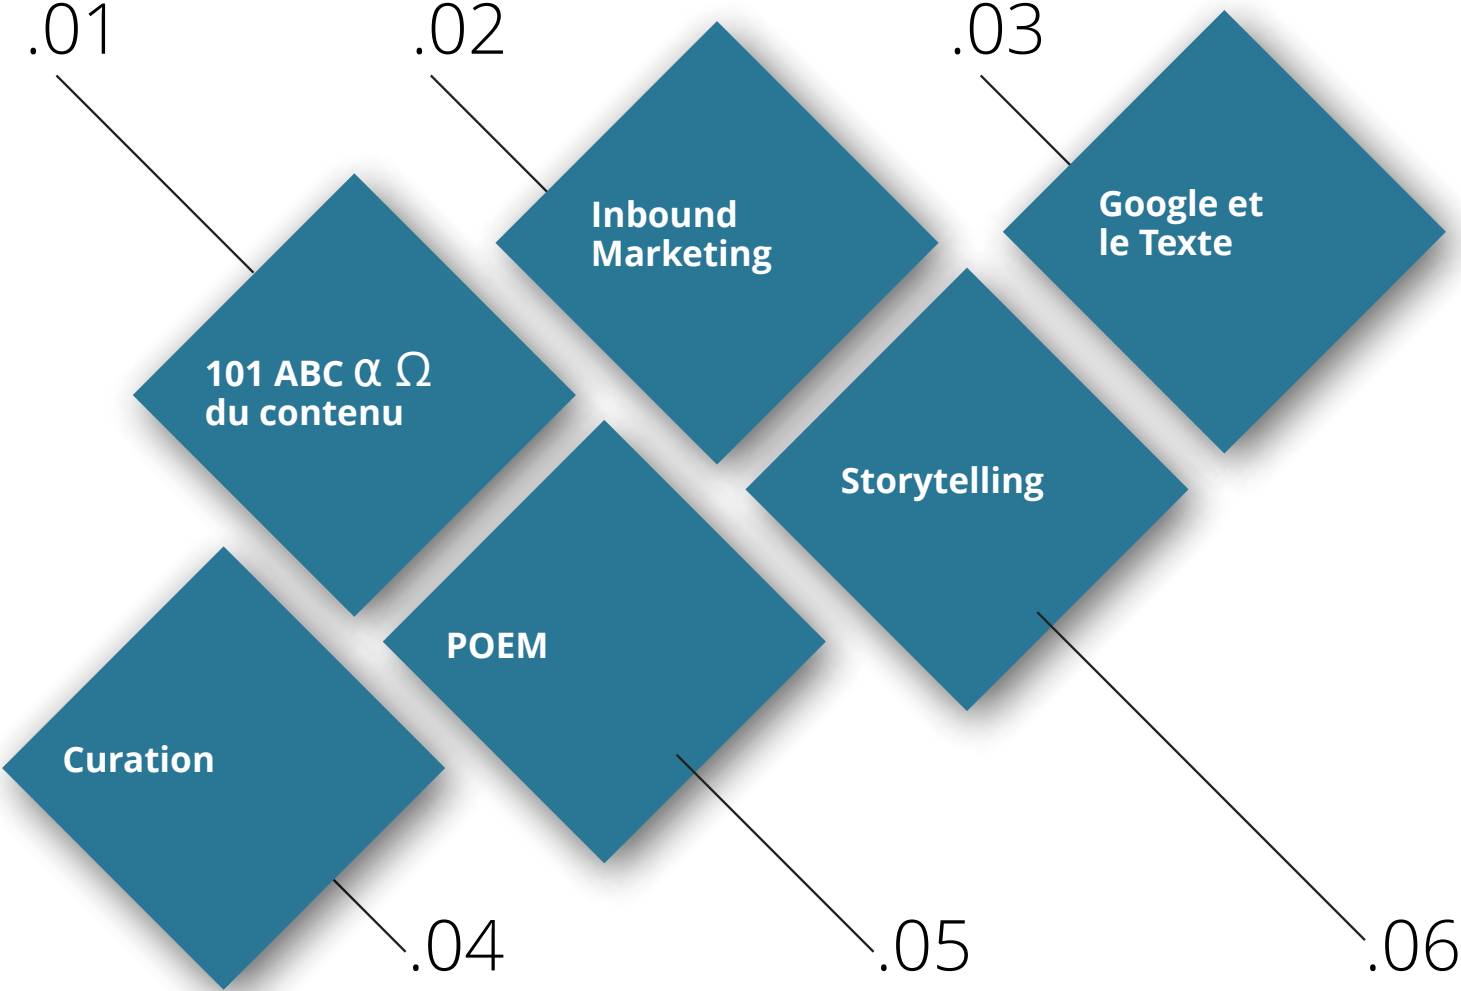 .01
101 ABC α Ω
du contenu
.02
Inbound
Marketing
.03
Google et
le Texte
.04
Curation
.05
POEM
.06
Storytelling